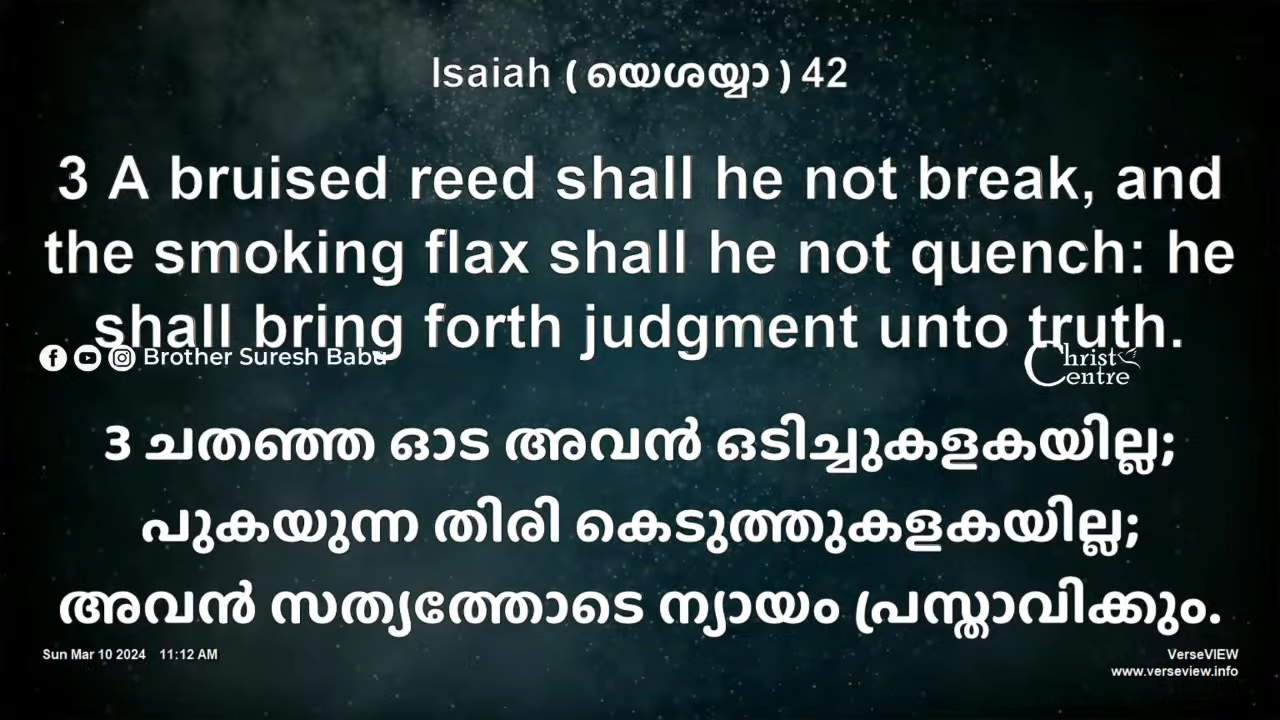 Isaiah ( യെശയ്യാ ) 42
3 A bruised reed shall he not break, and
the smoking flax shall he not quench: he
shall bring forth judgment unto truth.
Brother Suresh Babu
Christ
Centre
3 ചതഞ്ഞ ഓട അവൻ ഒടിച്ചുകളകയില്ല;
പുകയുന്ന തിരി കെടുത്തുകളകയില്ല;
അവൻ സത്യത്തോടെ ന്യായം പ്രസ്താവിക്കും.
Sun Mar 10 2024 11:12 AM
VerseVIEW
www.verseview.info